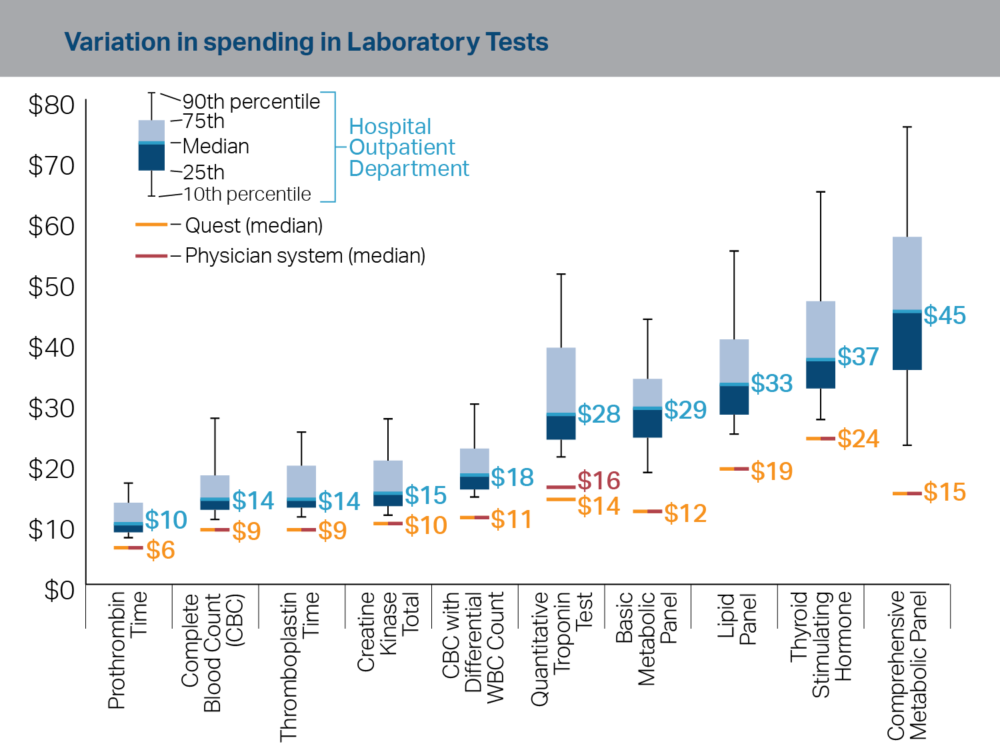 Variation in spending in Laboratory Tests
$80
$70
$60
$50
$40
$30
$20
$10
$0
90th percentile
75th
Median
25th
10th percentile
Hospital
Outpatient
Department
Quest (median)
Physician system (median)
$10
$6
$14
$9
$14
$9
$15
$10
$18
$11
$28
$16
$14
$29
$12
$33
$19
$37
$24
$45
$15
Prothrombin
Time
Complete
Blood Count
(CBC)
Thromboplastin
Time
Creatine
Kinase
Total
CBC with
Differential
WBC Count
Quantitative
Troponin
Test
Basic
Metabolic
Panel
Lipid
Panel
Thyroid
Stimulating
Hormone
Comprehensive
Metabolic Panel